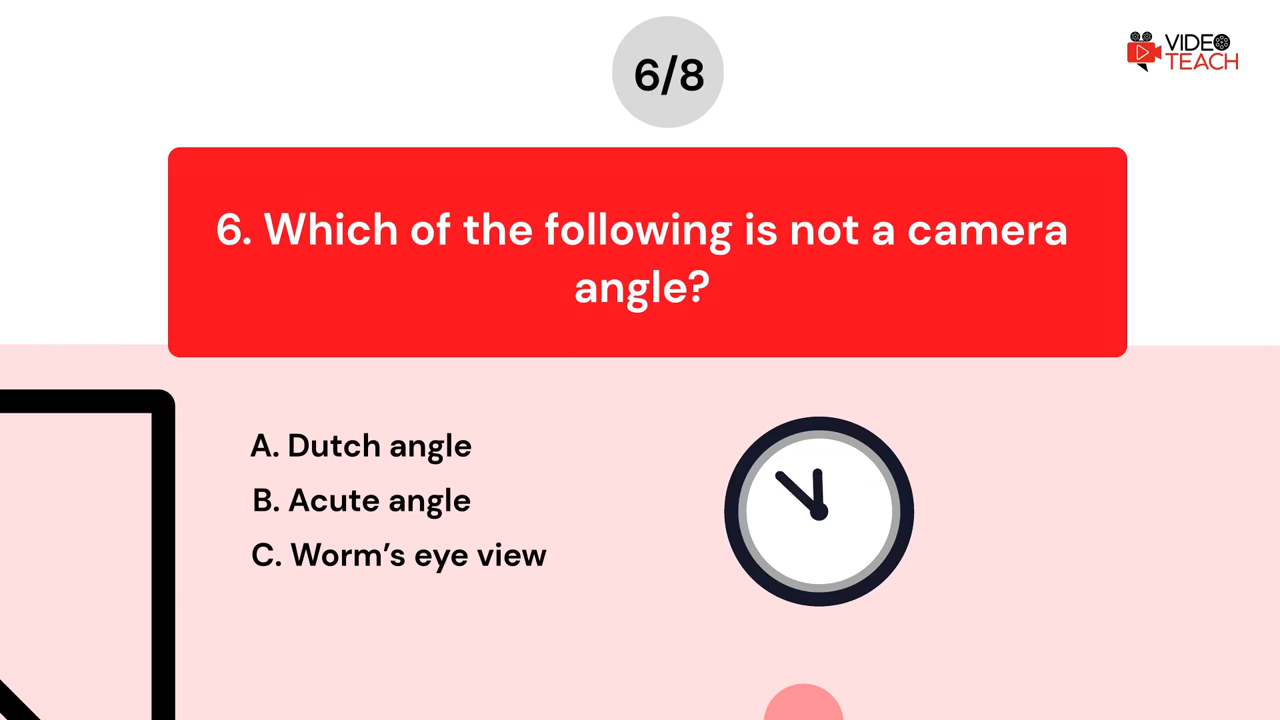 6/8
VIDEO
TEACH
6. Which of the following is not a camera
angle?
A. Dutch angle
B. Acute angle
C. Worm’s eye view